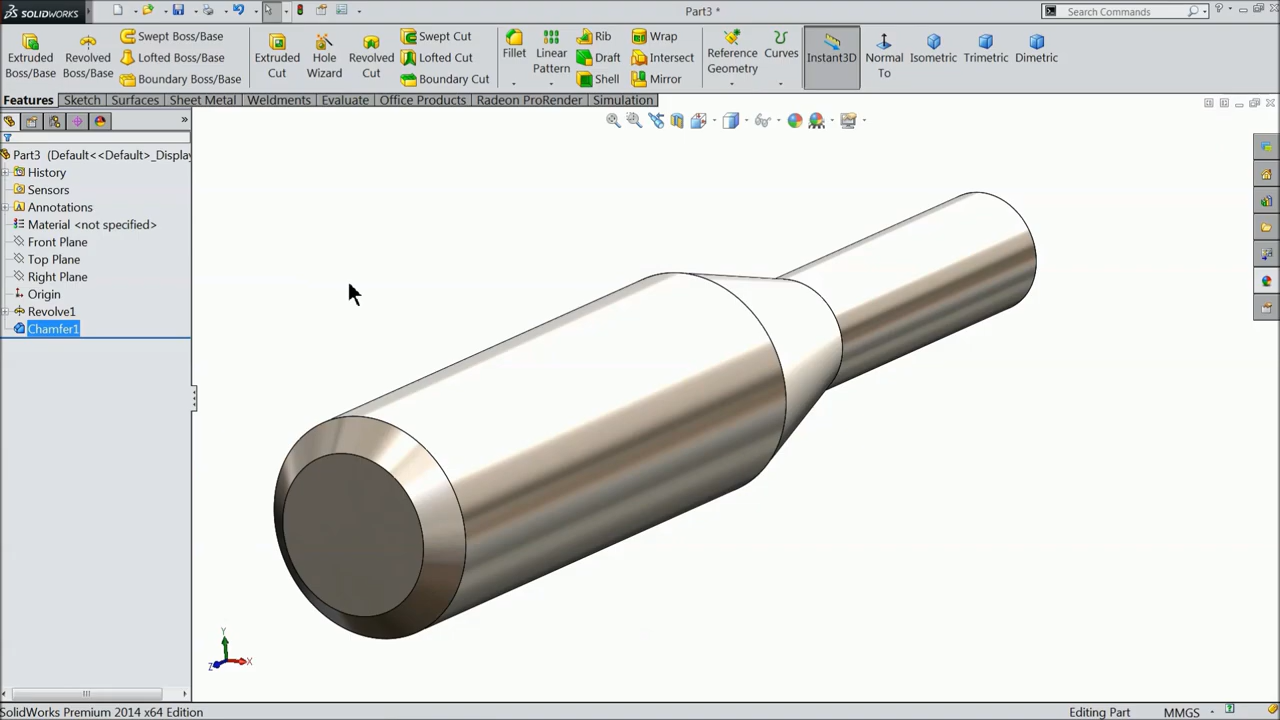 SOLIDWORKS
Part3 *
Search Commands
Extruded Boss/Base
Revolved Boss/Base
Swept Boss/Base
Lofted Boss/Base
Boundary Boss/Base
Extruded Cut
Hole Wizard
Revolved Cut
Swept Cut
Lofted Cut
Boundary Cut
Fillet
Linear Pattern
Rib
Draft
Shell
Wrap
Intersect
Mirror
Reference Geometry
Curves
Instant3D
Normal To
Isometric
Trimetric
Dimetric
Features Sketch Surfaces Sheet Metal Weldments Evaluate Office Products Radeon ProRender Simulation
Part3 (Default<<Default>_Display
History
Sensors
Annotations
Material <not specified>
Front Plane
Top Plane
Right Plane
Origin
Revolve1
Chamfer1
Y
Z X
SolidWorks Premium 2014 x64 Edition
Editing Part
MMGS